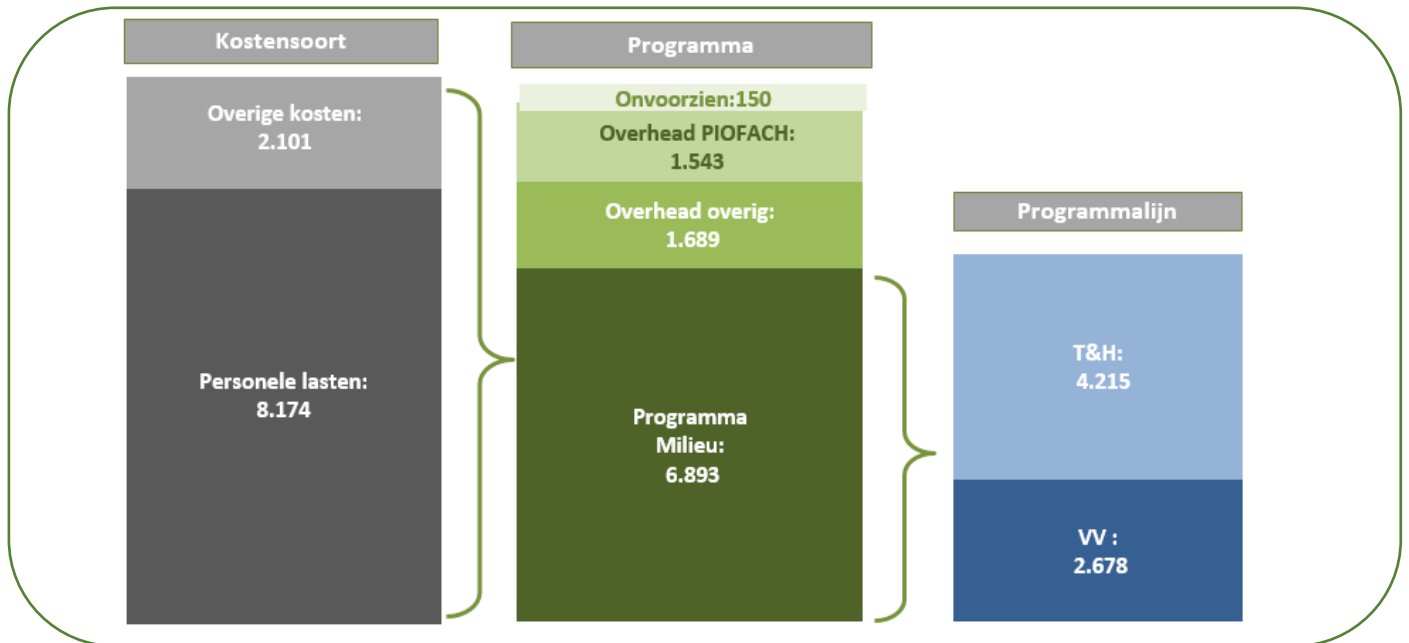 Kostensoort
Overige kosten:
2.101
Personele lasten:
8.174
Programma
Onvoorzien:150
Overhead PIOFACH:
1.543
Overhead overig:
1.689
Programma
Milieu:
6.893
Programmalijn
T&H:
4.215
VV :
2.678